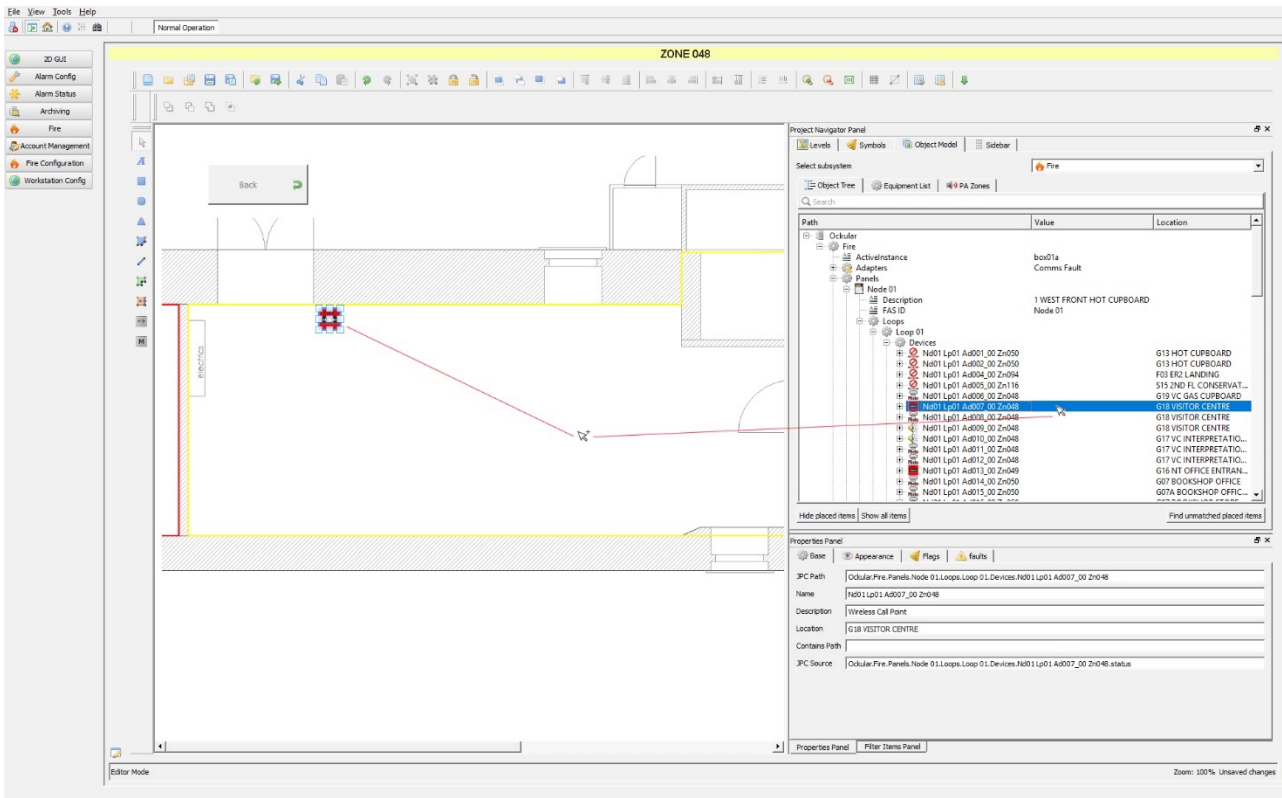 File View Tools Help
Normal Operation
ZONE 048
2D GUI
Alarm Config
Alarm Status
Archiving
Fire
Account Management
Fire Configuration
Workstation Config
Back
electrics
Project Navigator Panel
Levels Symbols Object Model Sidebar
Select subsystem Fire
Object Tree Equipment List PA Zones
Search
Path Value Location
Ockular
Fire
ActiveInstance box01a
Adapters Comms Fault
Panels
Node 01
Description 1 WEST FRONT HOT CUPBOARD
FAS ID Node 01
Loops
Loop 01
Devices
Nd01 Lp01 Ad001_00 Zn050 G13 HOT CUPBOARD
Nd01 Lp01 Ad002_00 Zn050 G13 HOT CUPBOARD
Nd01 Lp01 Ad004_00 Zn094 F03 ER2 LANDING
Nd01 Lp01 Ad005_00 Zn116 S15 2ND FL CONSERVAT...
Nd01 Lp01 Ad006_00 Zn048 G19 VC GAS CUPBOARD
Nd01 Lp01 Ad007_00 Zn048 G18 VISITOR CENTRE
Nd01 Lp01 Ad008_00 Zn048 G18 VISITOR CENTRE
Nd01 Lp01 Ad009_00 Zn048 G18 VISITOR CENTRE
Nd01 Lp01 Ad010_00 Zn048 G17 VC INTERPRETATIO...
Nd01 Lp01 Ad011_00 Zn048 G17 VC INTERPRETATIO...
Nd01 Lp01 Ad012_00 Zn048 G17 VC INTERPRETATIO...
Nd01 Lp01 Ad013_00 Zn049 G16 NT OFFICE ENTRAN...
Nd01 Lp01 Ad014_00 Zn050 G07 BOOKSHOP OFFICE
Nd01 Lp01 Ad015_00 Zn050 G07A BOOKSHOP OFFIC...
Hide placed items Show all items Find unmatched placed items
Properties Panel
Base Appearance Flags faults
JPC Path Ockular.Fire.Panels.Node 01.Loops.Loop 01.Devices.Nd01 Lp01 Ad007_00 Zn048
Name Nd01 Lp01 Ad007_00 Zn048
Description Wireless Call Point
Location G18 VISITOR CENTRE
Contains Path
JPC Source Ockular.Fire.Panels.Node 01.Loops.Loop 01.Devices.Nd01 Lp01 Ad007_00 Zn048.status
Properties Panel Filter Items Panel
Editor Mode Zoom: 100% Unsaved changes